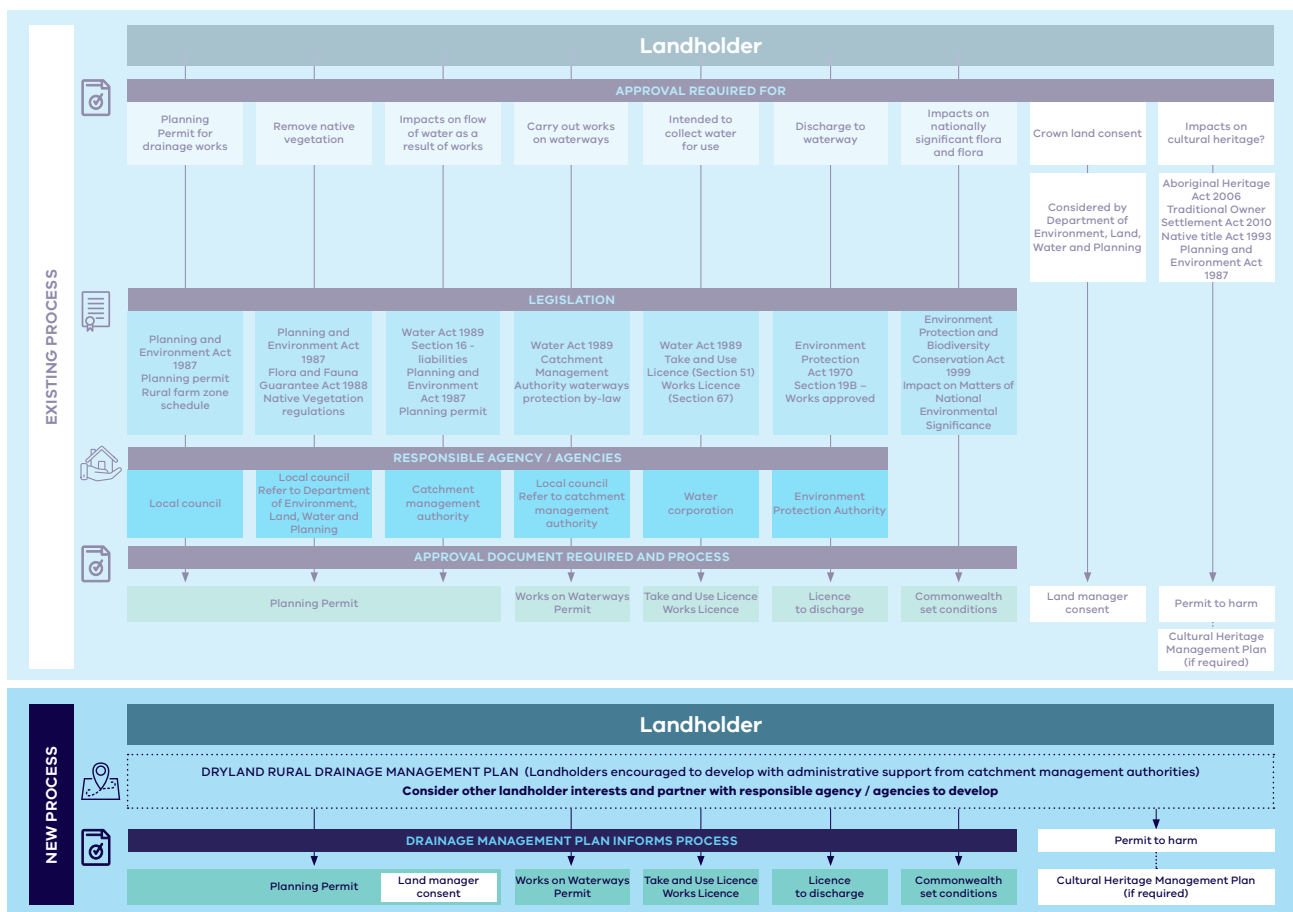 EXISTING PROCESS
Landholder
APPROVAL REQUIRED FOR
Planning
Permit for
drainage works
Remove native
vegetation
Impacts on flow
of water as a
result of works
Carry out works
on waterways
Intended to
collect water
for use
Discharge to
waterway
Impacts on
nationally
significant flora
and flora
Crown land consent
Impacts on
cultural heritage?
Considered by
Department of
Environment, Land,
Water and Planning
Aboriginal Heritage
Act 2006
Traditional Owner
Settlement Act 2010
Native title Act 1993
Planning and
Environment Act
1987
LEGISLATION
Planning and
Environment Act
1987
Planning permit
Rural farm zone
schedule
Planning and
Environment Act
1987
Flora and Fauna
Guarantee Act 1988
Native Vegetation
regulations
Water Act 1989
Section 16 -
liabilities
Planning and
Environment
Act 1987
Planning permit
Water Act 1989
Catchment
Management
Authority waterways
protection by-law
Water Act 1989
Take and Use
Licence (Section 51)
Works Licence
(Section 67)
Environment
Protection
Act 1970
Section 19B –
Works approved
Environment
Protection and
Biodiversity
Conservation Act
1999
Impact on Matters of
National
Environmental
Significance
RESPONSIBLE AGENCY / AGENCIES
Local council
Local council
Refer to Department
of Environment,
Land, Water and
Planning
Catchment
management
authority
Local council
Refer to catchment
management
authority
Water
corporation
Environment
Protection Authority
APPROVAL DOCUMENT REQUIRED AND PROCESS
Planning Permit
Works on Waterways
Permit
Take and Use Licence
Works Licence
Licence
to discharge
Commonwealth
set conditions
Land manager
consent
Permit to harm
Cultural Heritage
Management Plan
(if required)
NEW PROCESS
Landholder
DRYLAND RURAL DRAINAGE MANAGEMENT PLAN (Landholders encouraged to develop with administrative support from catchment management authorities)
Consider other landholder interests and partner with responsible agency / agencies to develop
DRAINAGE MANAGEMENT PLAN INFORMS PROCESS
Permit to harm
Planning Permit
Land manager
consent
Works on Waterways
Permit
Take and Use Licence
Works Licence
Licence
to discharge
Commonwealth
set conditions
Cultural Heritage Management Plan
(if required)